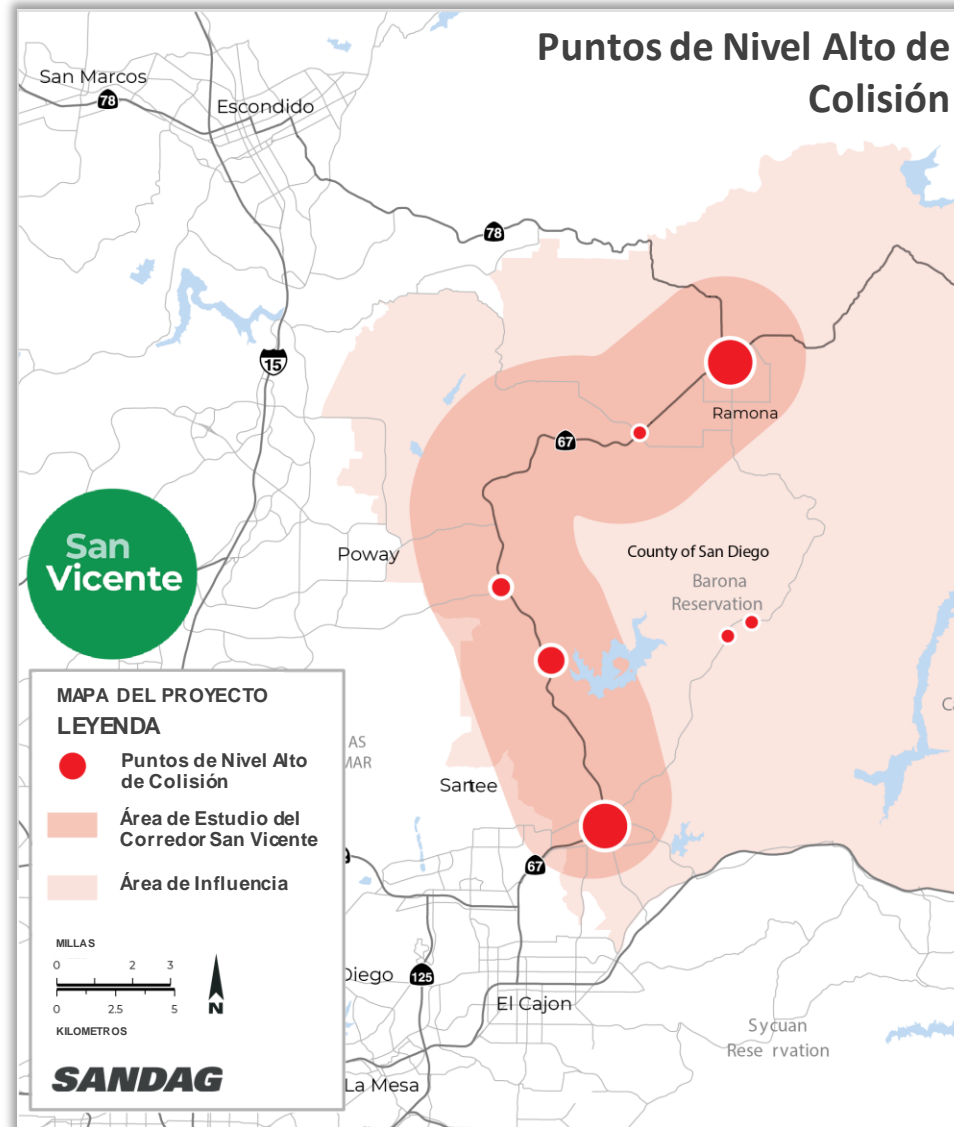 Puntos de Nivel Alto de
Colisión
San Marcos
78
Escondido
78
15
Ramona
67
San
Vicente
Poway
County of San Diego
Barona
Reservation
MAPA DEL PROYECTO
LEYENDA
Puntos de Nivel Alto
de Colisión
Área de Estudio del
Corredor San Vicente
Área de Influencia
MILLAS
0 2 3
0 2.5 5
KILOMETROS
N
SANDAG
Santee
67
Diego
125
El Cajon
Sycuan
Rese rvation
La Mesa